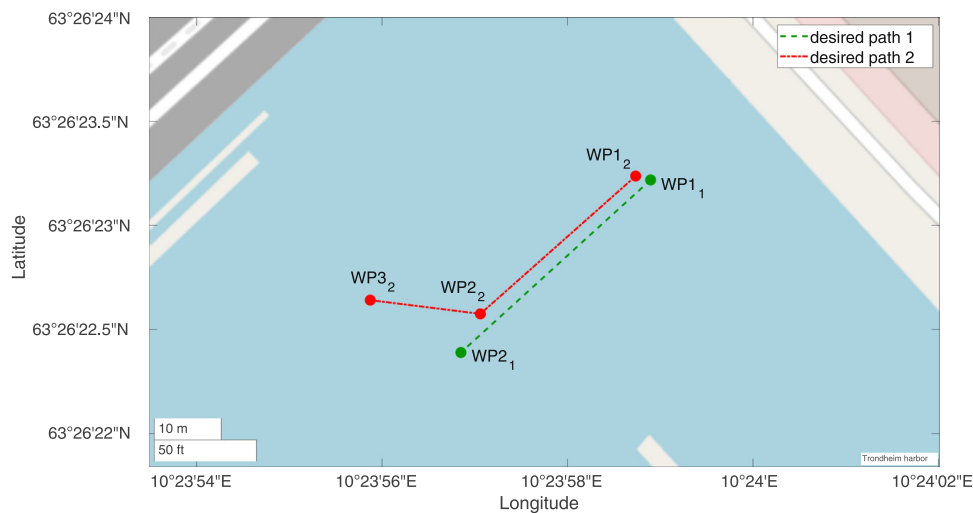 63°26'24"N
63°26'23.5"N
63°26'23"N
63°26'22.5"N
63°26'22"N
Latitude
desired path 1
desired path 2
WP1₂
WP1₁
WP3₂
WP2₂
WP2₁
10 m
50 ft
Trondheim harbor
10°23'54"E
10°23'56"E
10°23'58"E
10°24'E
10°24'02"E
Longitude